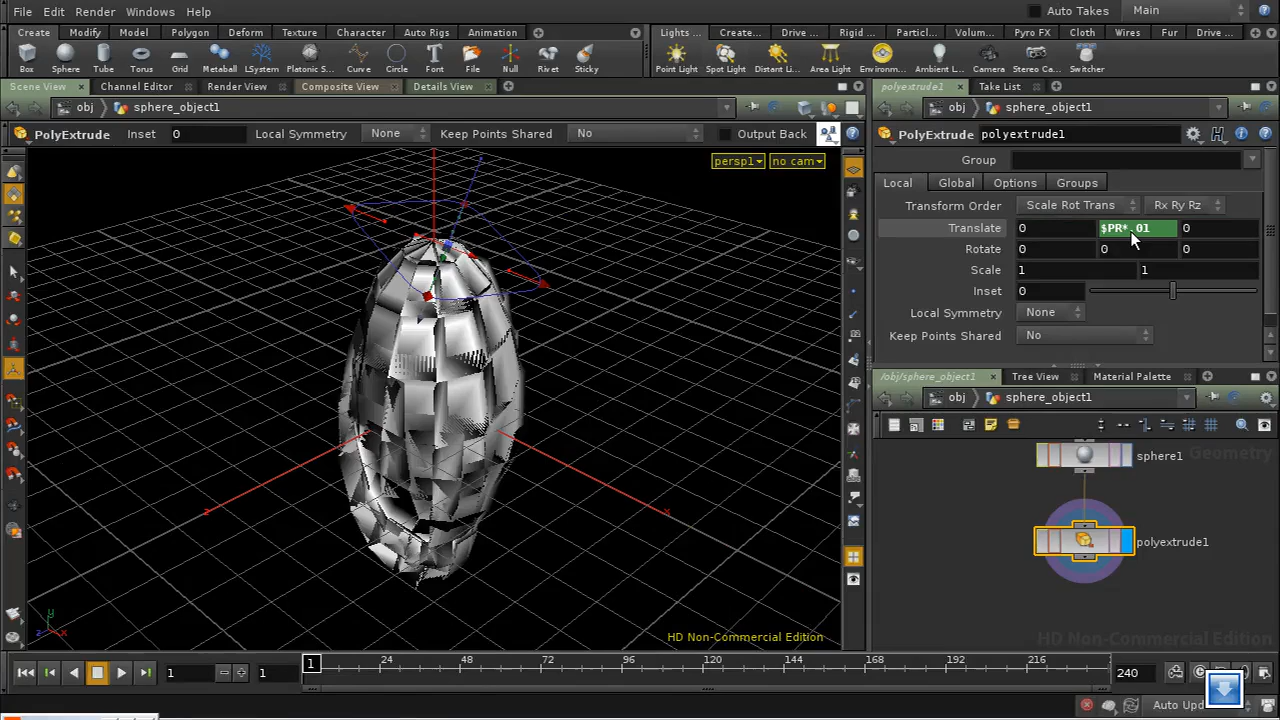 File Edit Render Windows Help Auto Takes Main
Create Modify Model Polygon Deform Texture Character Auto Rigs Animation Lights... Create... Drive ... Rigid ... Particl... Volum... Pyro FX Cloth Wires Fur Drive ...
Box Sphere Tube Torus Grid Metaball LSystem Platonic S... Curve Circle Font File Null Rivet Sticky Point Light Spot Light Distant Li... Area Light Environm... Ambient L... Camera Stereo Ca... Switcher
Scene View Channel Editor Render View Composite View Details View polyextrude1 Take List
obj sphere_object1 obj sphere_object1
PolyExtrude Inset 0 Local Symmetry None Keep Points Shared No Output Back PolyExtrude polyextrude1
persp1 no cam
Group
Local Global Options Groups
Transform Order Scale Rot Trans Rx Ry Rz
Translate 0 $PR*.01 0
Rotate 0 0 0
Scale 1 1
Inset 0
Local Symmetry None
Keep Points Shared No
/obj/sphere_object1 Tree View Material Palette
obj sphere_object1
sphere1 Geometry
polyextrude1
y
z x
z x
HD Non-Commercial Edition HD Non-Commercial Edition
1 1 1 24 48 72 96 120 144 168 192 216 240
Auto Up